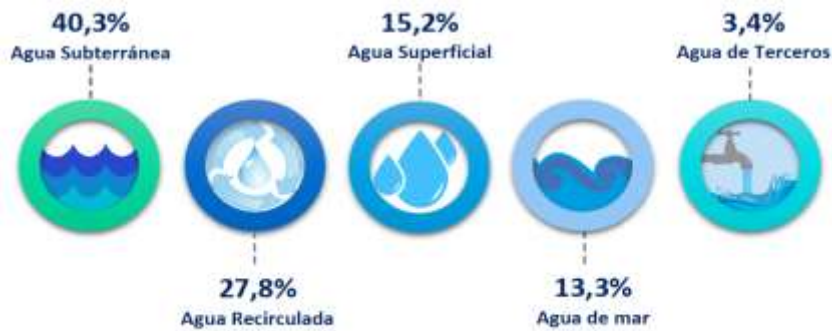 40,3%
Agua Subterránea
15,2%
Agua Superficial
3,4%
Agua de Terceros
27,8%
Agua Recirculada
13,3%
Agua de mar